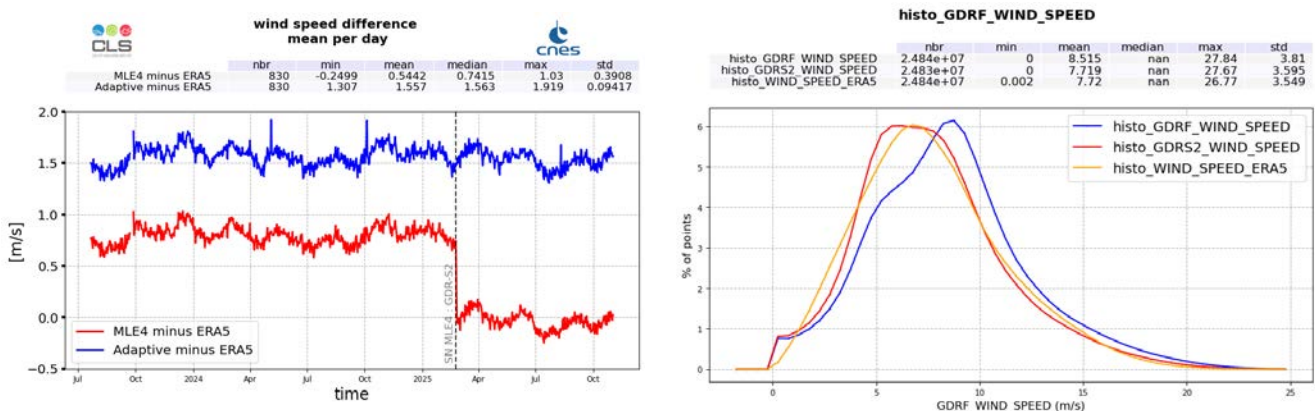 CLS
wind speed difference
mean per day
cnes
nbr min mean median max std
MLE4 minus ERA5 830 -0.2499 0.5442 0.7415 1.03 0.3908
Adaptive minus ERA5 830 1.307 1.557 1.563 1.919 0.09417
2.0
1.5
1.0
0.5
0.0
−0.5
[m/s]
SN MLE4 GDR-S2
MLE4 minus ERA5
Adaptive minus ERA5
Jul Oct 2024 Apr Jul Oct 2025 Apr Jul Oct
time
histo_GDRF_WIND_SPEED
nbr min mean median max std
histo_GDRF_WIND_SPEED 2.484e+07 0 8.515 nan 27.84 3.81
histo_GDRS2_WIND_SPEED 2.483e+07 0 7.719 nan 27.67 3.595
histo_WIND_SPEED_ERA5 2.484e+07 0.002 7.72 nan 26.77 3.549
6
5
4
3
2
1
0
% of points
histo_GDRF_WIND_SPEED
histo_GDRS2_WIND_SPEED
histo_WIND_SPEED_ERA5
0 5 10 15 20 25
GDRF_WIND_SPEED (m/s)